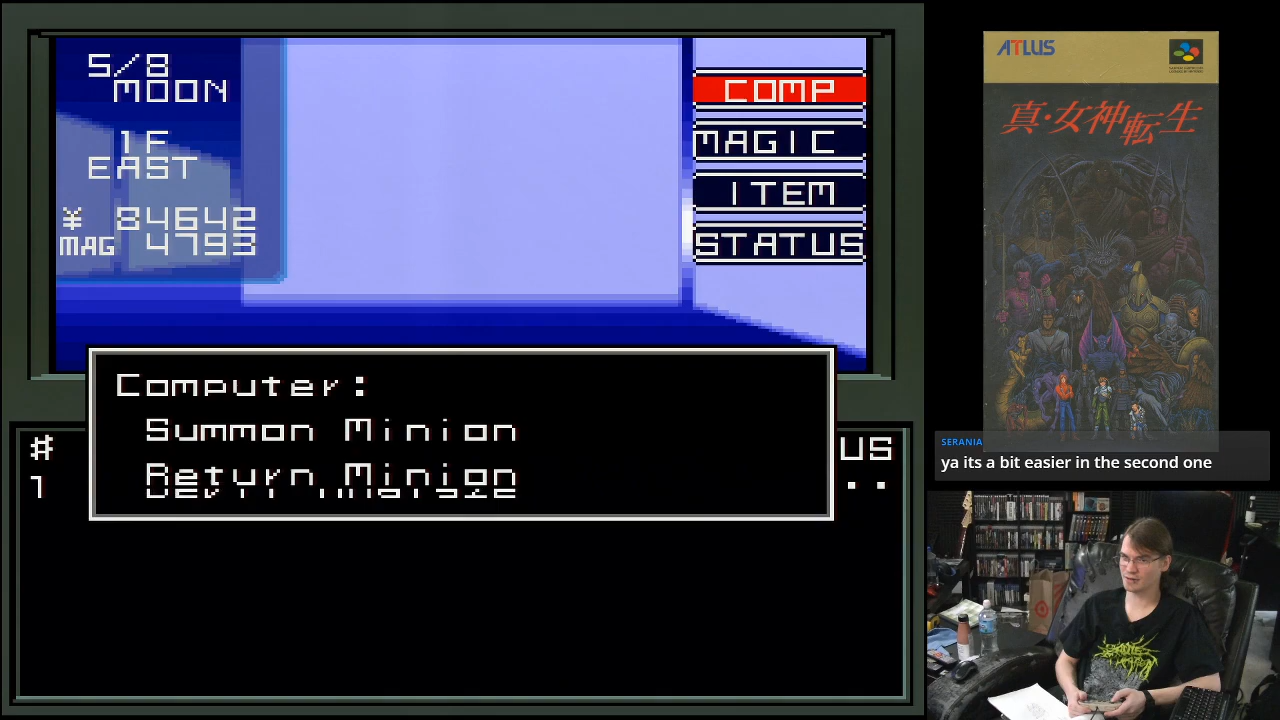 5/8
MOON
1F
EAST
¥ 84642
MAG 4793
COMP
MAGIC
ITEM
STATUS
Computer:
Summon Minion
Return Minion
#
US
1
..
ATLUS
真・女神転生
SERANIA
ya its a bit easier in the second one